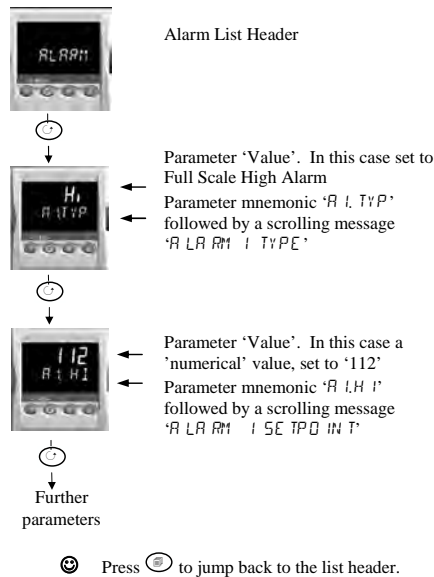 ALARM
Alarm List Header
Parameter ‘Value’. In this case set to
Full Scale High Alarm
HI
A1.TYP
Parameter mnemonic ‘A1.TYP’
followed by a scrolling message
‘ALARM 1 TYPE’
112
A1.HI
Parameter ‘Value’. In this case a
’numerical’ value, set to ‘112’
Parameter mnemonic ‘A1.HI’
followed by a scrolling message
‘ALARM 1 SETPOINT’
Further
parameters
Press to jump back to the list header.